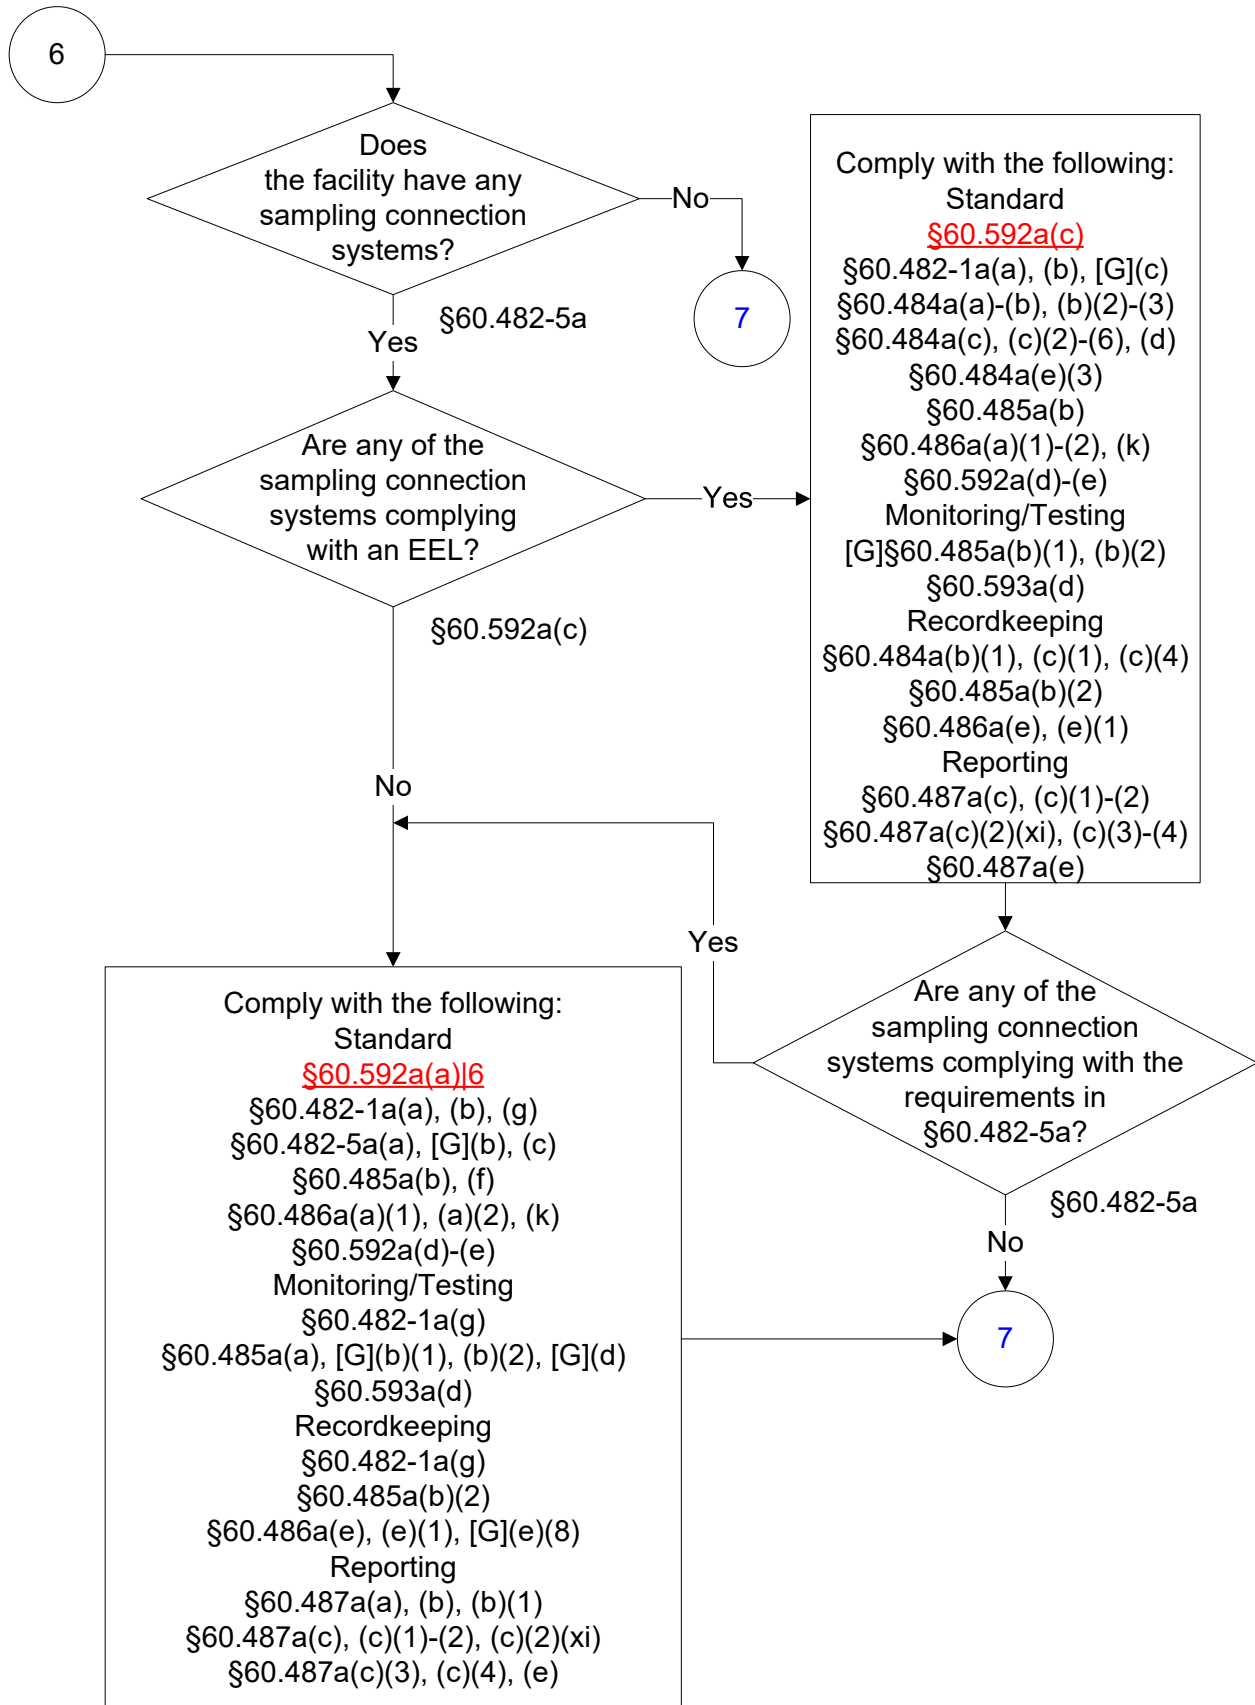 6
Does
the facility have any
sampling connection
systems?
No
7
§60.482-5a
Yes
Are any of the
sampling connection
systems complying
with an EEL?
Yes
§60.592a(c)
No
Comply with the following:
Standard
§60.592a(c)
§60.482-1a(a), (b), [G](c)
§60.484a(a)-(b), (b)(2)-(3)
§60.484a(c), (c)(2)-(6), (d)
§60.484a(e)(3)
§60.485a(b)
§60.486a(a)(1)-(2), (k)
§60.592a(d)-(e)
Monitoring/Testing
[G]§60.485a(b)(1), (b)(2)
§60.593a(d)
Recordkeeping
§60.484a(b)(1), (c)(1), (c)(4)
§60.485a(b)(2)
§60.486a(e), (e)(1)
Reporting
§60.487a(c), (c)(1)-(2)
§60.487a(c)(2)(xi), (c)(3)-(4)
§60.487a(e)
Are any of the
sampling connection
systems complying with the
requirements in
§60.482-5a?
Yes
§60.482-5a
No
7
Comply with the following:
Standard
§60.592a(a)|6
§60.482-1a(a), (b), (g)
§60.482-5a(a), [G](b), (c)
§60.485a(b), (f)
§60.486a(a)(1), (a)(2), (k)
§60.592a(d)-(e)
Monitoring/Testing
§60.482-1a(g)
§60.485a(a), [G](b)(1), (b)(2), [G](d)
§60.593a(d)
Recordkeeping
§60.482-1a(g)
§60.485a(b)(2)
§60.486a(e), (e)(1), [G](e)(8)
Reporting
§60.487a(a), (b), (b)(1)
§60.487a(c), (c)(1)-(2), (c)(2)(xi)
§60.487a(c)(3), (c)(4), (e)